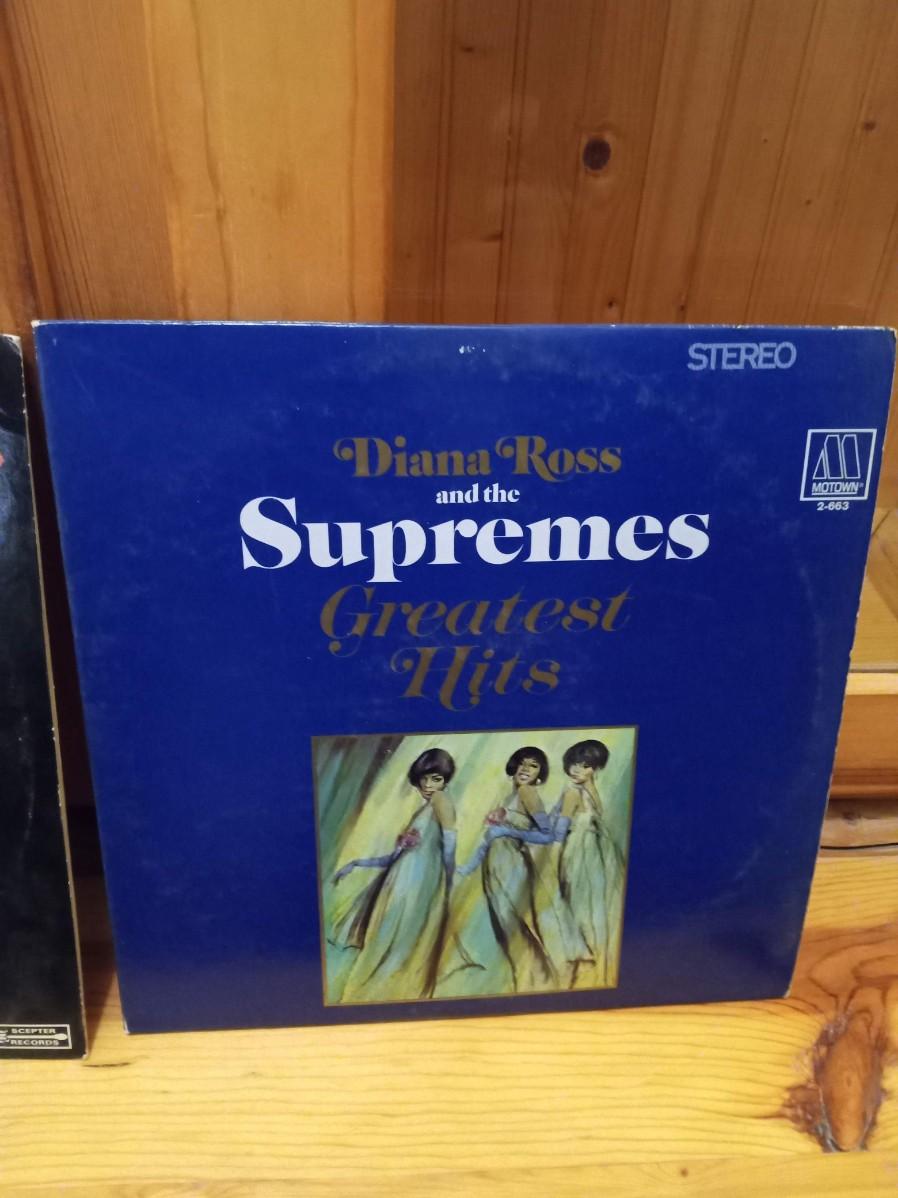 STEREO
Diana Ross
and the
Supremes
Greatest
Hits
MOTOWN®
2-663
SCEPTER
RECORDS